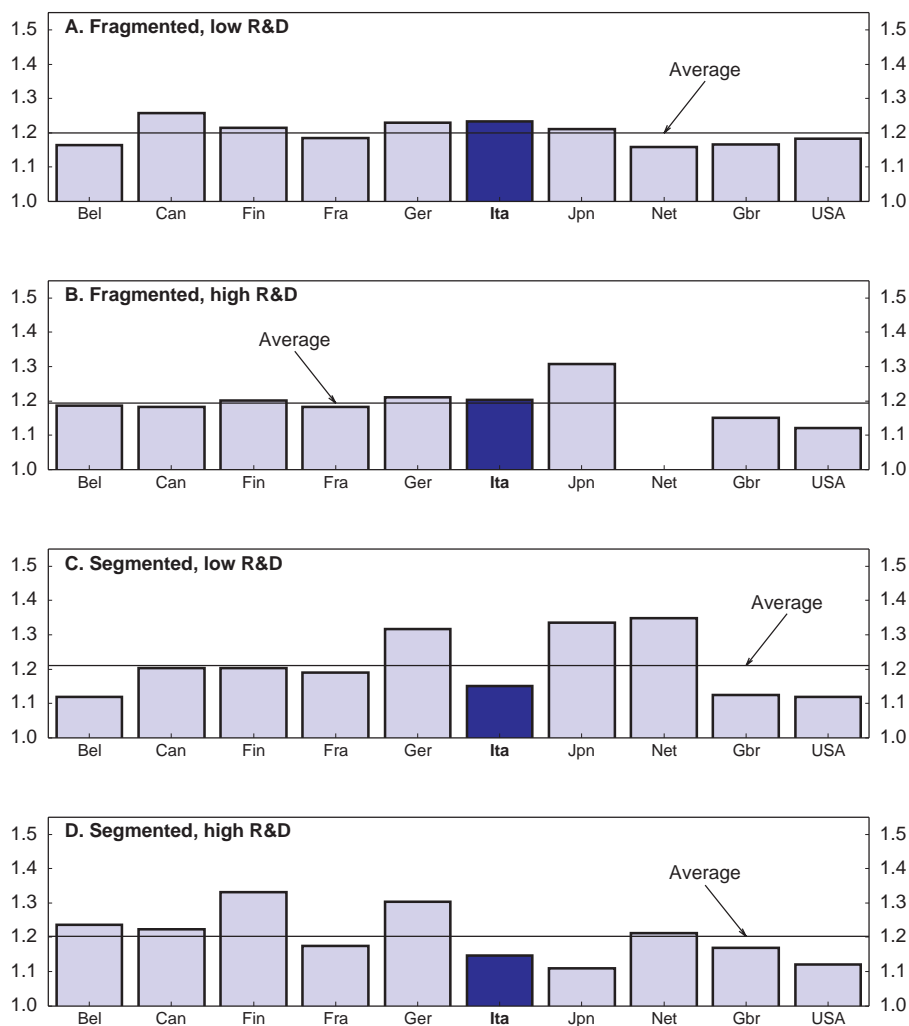 A. Fragmented, low R&D
Average
1.5 1.5
1.4 1.4
1.3 1.3
1.2 1.2
1.1 1.1
1.0 1.0
Bel Can Fin Fra Ger Ita Jpn Net Gbr USA
B. Fragmented, high R&D
Average
1.5 1.5
1.4 1.4
1.3 1.3
1.2 1.2
1.1 1.1
1.0 1.0
Bel Can Fin Fra Ger Ita Jpn Net Gbr USA
C. Segmented, low R&D
Average
1.5 1.5
1.4 1.4
1.3 1.3
1.2 1.2
1.1 1.1
1.0 1.0
Bel Can Fin Fra Ger Ita Jpn Net Gbr USA
D. Segmented, high R&D
Average
1.5 1.5
1.4 1.4
1.3 1.3
1.2 1.2
1.1 1.1
1.0 1.0
Bel Can Fin Fra Ger Ita Jpn Net Gbr USA